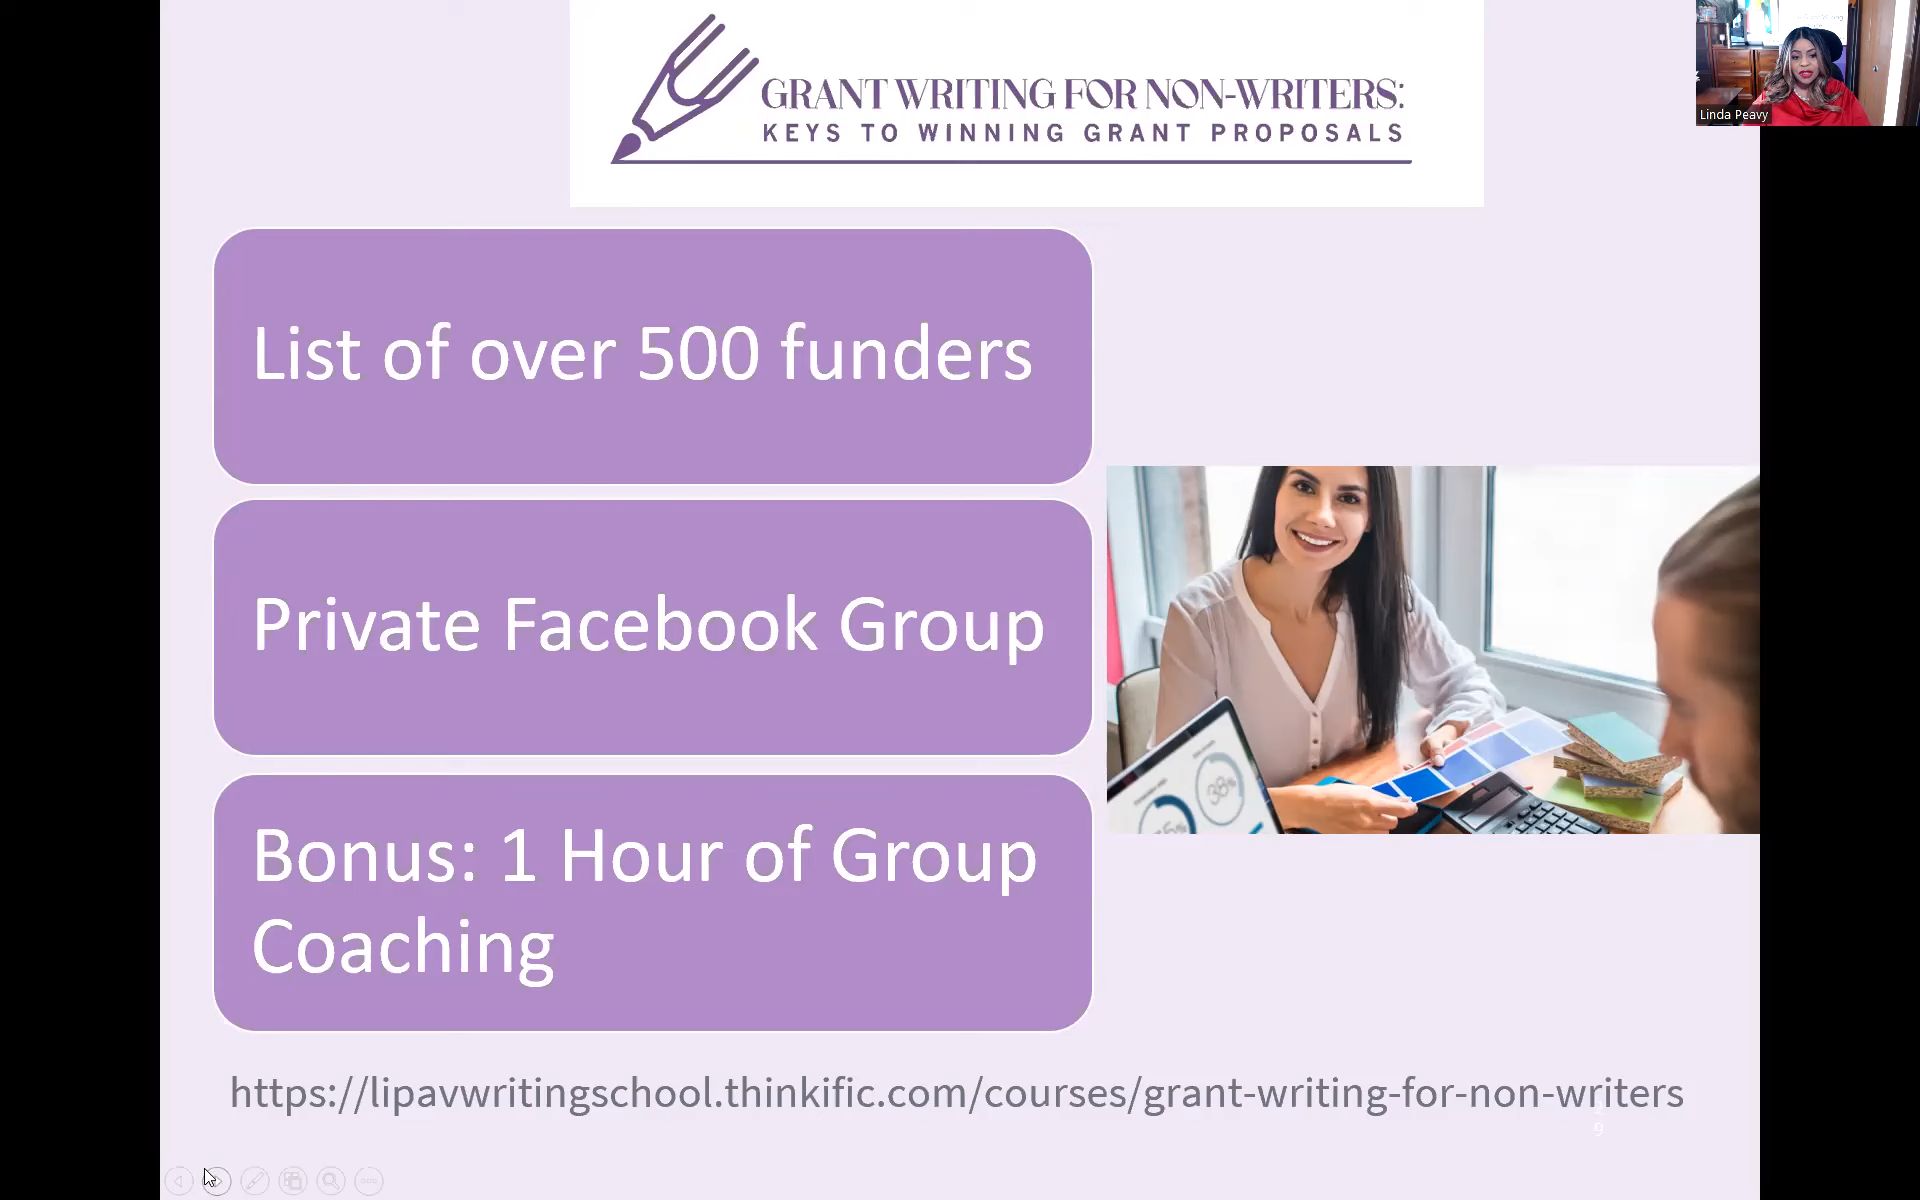 GRANT WRITING FOR NON-WRITERS:
KEYS TO WINNING GRANT PROPOSALS
Linda Peavy
List of over 500 funders
Private Facebook Group
38%
Bonus: 1 Hour of Group
Coaching
https://lipavwritingschool.thinkific.com/courses/grant-writing-for-non-writers